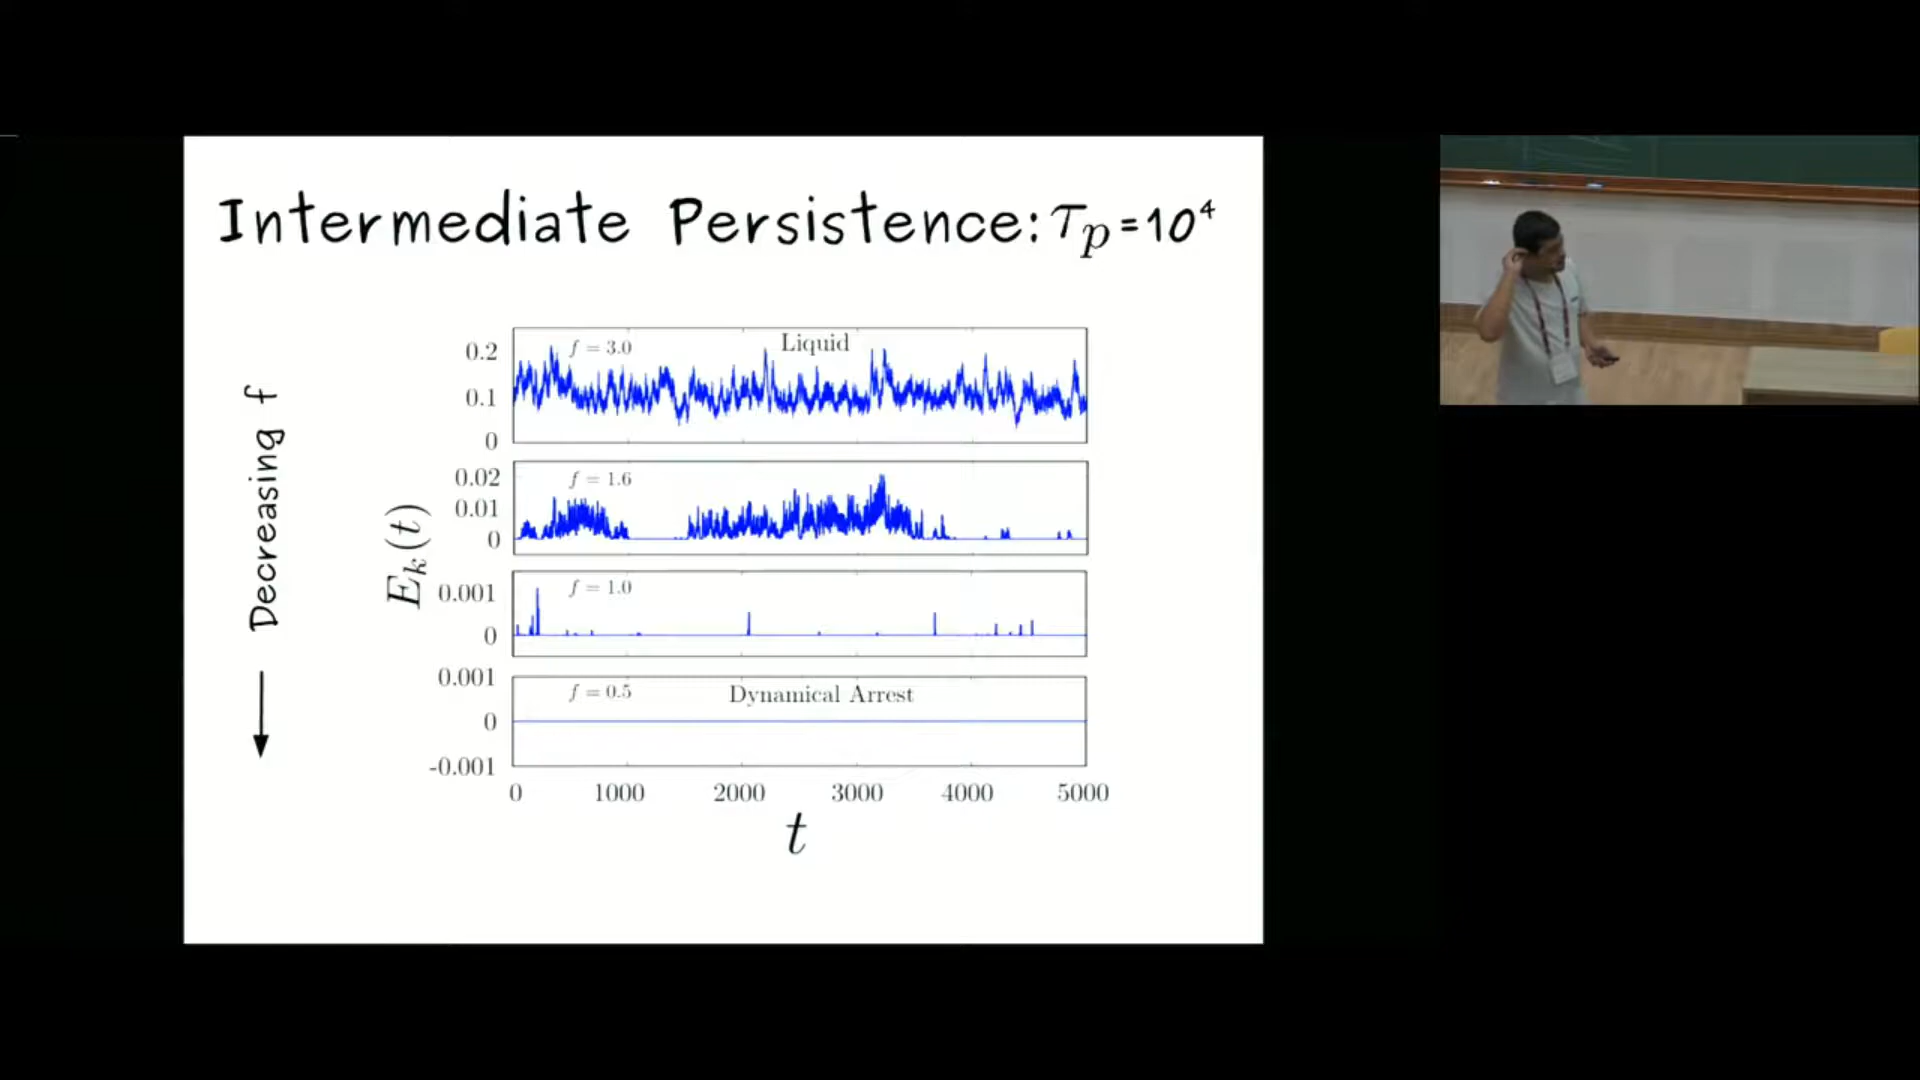 Intermediate Persistence: τp=10⁴
Decreasing f
Ek(t)
f = 3.0
Liquid
0.2
0.1
0
f = 1.6
0.02
0.01
0
f = 1.0
0.001
0
f = 0.5
Dynamical Arrest
0.001
0
-0.001
0 1000 2000 3000 4000 5000
t